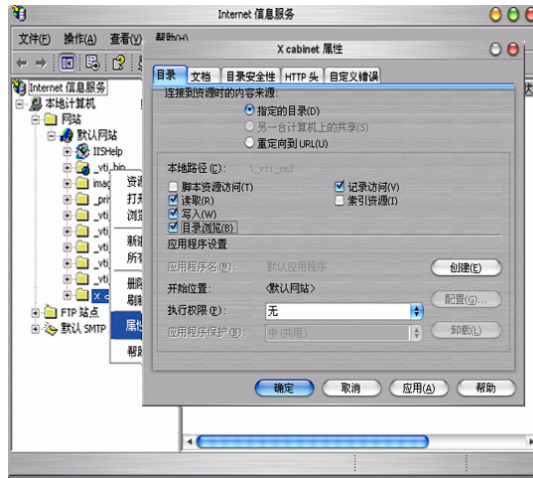 Internet 信息服务
文件(F) 操作(A) 查看(V) 帮助(H)
X cabinet 属性
目录 文档 目录安全性 HTTP 头 自定义错误
连接到资源时的内容来源:
指定的目录(D)
另一台计算机上的共享(S)
重定向到 URL(U)
本地路径(C): \_vti_cnf
脚本资源访问(T) 记录访问(V)
读取(R) 索引资源(I)
写入(W)
目录浏览(B)
应用程序设置
应用程序名(M): 默认应用程序 创建(E)
开始位置: <默认网站>
配置(G)...
执行权限(P): 无
应用程序保护(N): 中(共用) 卸载(L)
确定 取消 应用(A) 帮助
Internet 信息服务
本地计算机
网站
默认网站
IISHelp
_vti_bin
imag
_pri
_vti
_vti
_vti
_vti
X c
FTP 站点
默认 SMTP
资
打开
浏
新建
所有
删除
刷新
属性
帮助